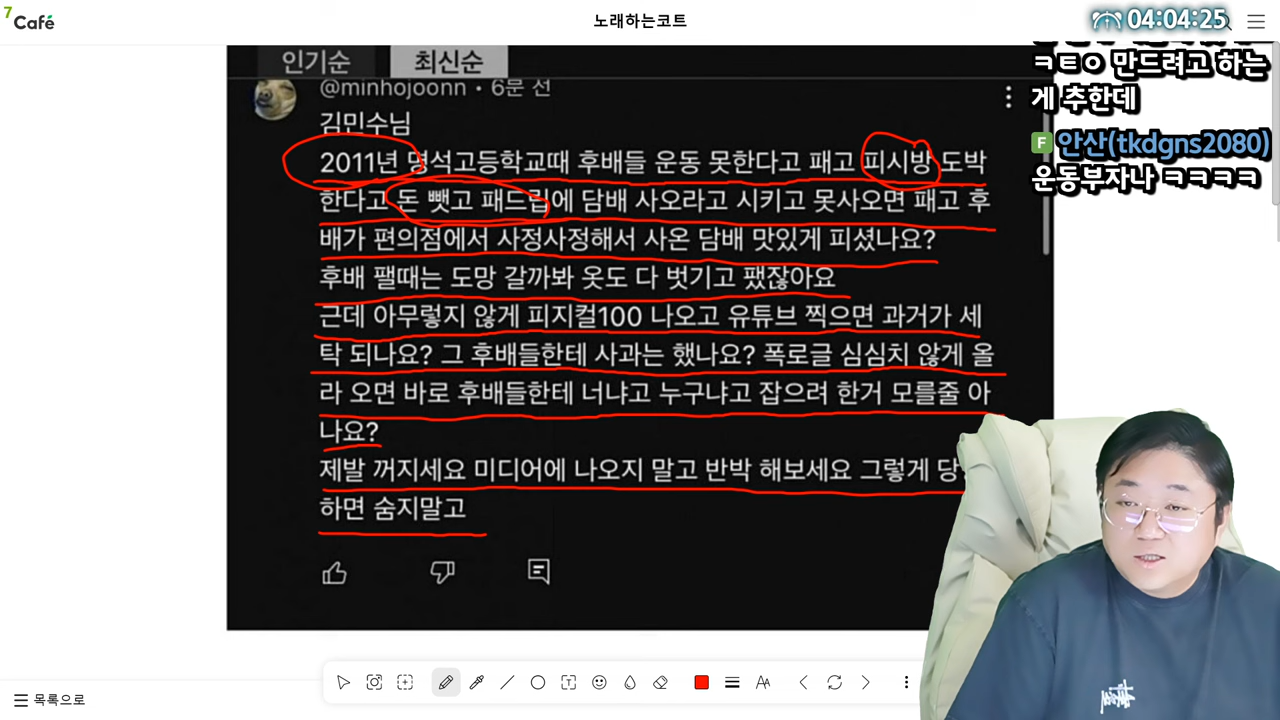 7
Café
노래하는코트
04:04:25
인기순 최신순
ㅋㅌㅇ 만드려고 하는
게 추한데
F 안산(tkdgns2080)
운동부자나 ㅋㅋㅋㅋ
@minhojoonn • 6분 전
김민수님
2011년 명석고등학교때 후배들 운동 못한다고 패고 피시방 도박
한다고 돈 뺏고 패드립에 담배 사오라고 시키고 못사오면 패고 후
배가 편의점에서 사정사정해서 사온 담배 맛있게 피셨나요?
후배 팰때는 도망 갈까봐 옷도 다 벗기고 팼잖아요
근데 아무렇지 않게 피지컬100 나오고 유튜브 찍으면 과거가 세
탁 되나요? 그 후배들한테 사과는 했나요? 폭로글 심심치 않게 올
라 오면 바로 후배들한테 너냐고 누구냐고 잡으려 한거 모를줄 아
나요?
제발 꺼지세요 미디어에 나오지 말고 반박 해보세요 그렇게 당
하면 숨지말고
T
AA
목록으로